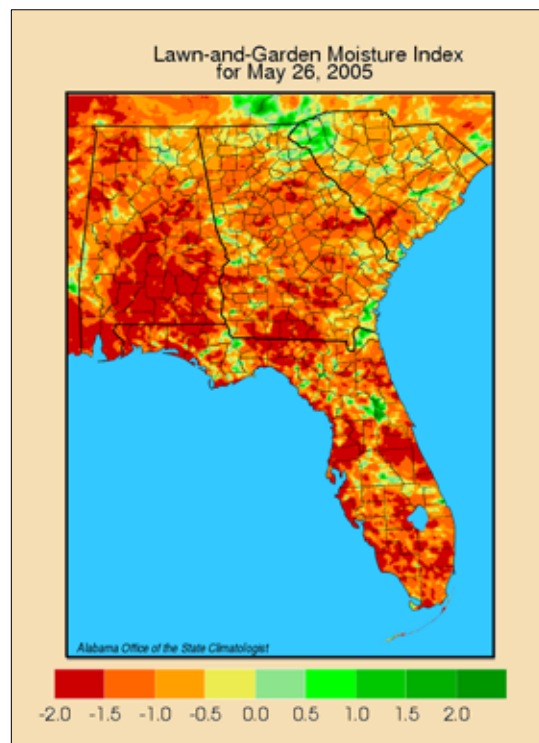 Lawn-and-Garden Moisture Index
for May 26, 2005
Alabama Office of the State Climatologist
-2.0 -1.5 -1.0 -0.5 0.0 0.5 1.0 1.5 2.0